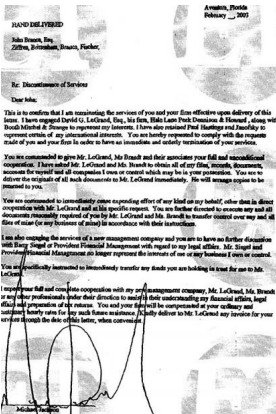 Aventura, Florida
February __, 2003
HAND DELIVERED
John Branca, Esq.
Ziffren, Brittenham, Branca, Fischer,
Re: Discontinuance of Services
Dear John:
This is to confirm that I am terminating the services of you and your firm effective upon delivery of this
letter. I have engaged David G. LeGrand, Esq., his firm, Hale Lane Peek Dennison & Howard, along with
Bondi Misthel & Strange to represent my interests. I have also retained Paul Hastings and Janofsky to
represent certain of my international interests. You are hereby requested to comply with the requests
made of you and your firm in order to have an immediate and orderly termination of your services.
You are commanded to give Mr. LeGrand, Ms Brandt and their associates your full and unconditional
cooperation. I have asked Mr. LeGrand and Ms Brandt to obtain all of my files, records, documents, and
accounts for myself and all companies I own or control which may be in your possession. You are to
deliver the originals of all such documents to Mr. LeGrand immediately. He will arrange copies to be
returned to you.
You are commanded to immediately cease expending effort of any kind on my behalf, other than in direct
cooperation with Mr. LeGrand and at his specific request. You are further directed to execute any and all
documents reasonably required of you by Mr. LeGrand and Ms. Brandt to transfer control over any and all
files of mine (or any business of mine) in accordance with their instructions.
I am also engaging the services of a new management company and you are to have no further discussion
with Barry Siegel or Provident Financial Management with regard to my legal affairs. Mr. Siegel and
Provident Financial Management no longer represent the interests of me or any business I own or control.
You are specifically instructed to immediately transfer any funds you are holding in trust for me to Mr.
LeGrand.
I expect your full and complete cooperation with my new management company, Mr. LeGrand, Ms. Brandt
or any other professionals under their direction to assist in their understanding my financial affairs, legal
affairs and preparation of tax returns. You and your firm will be compensated at your ordinary and
customary hourly rates for any such future assistance. Kindly deliver to Mr. LeGrand any invoice for your
services through the date of this letter, when convenient.
Michael Jackson